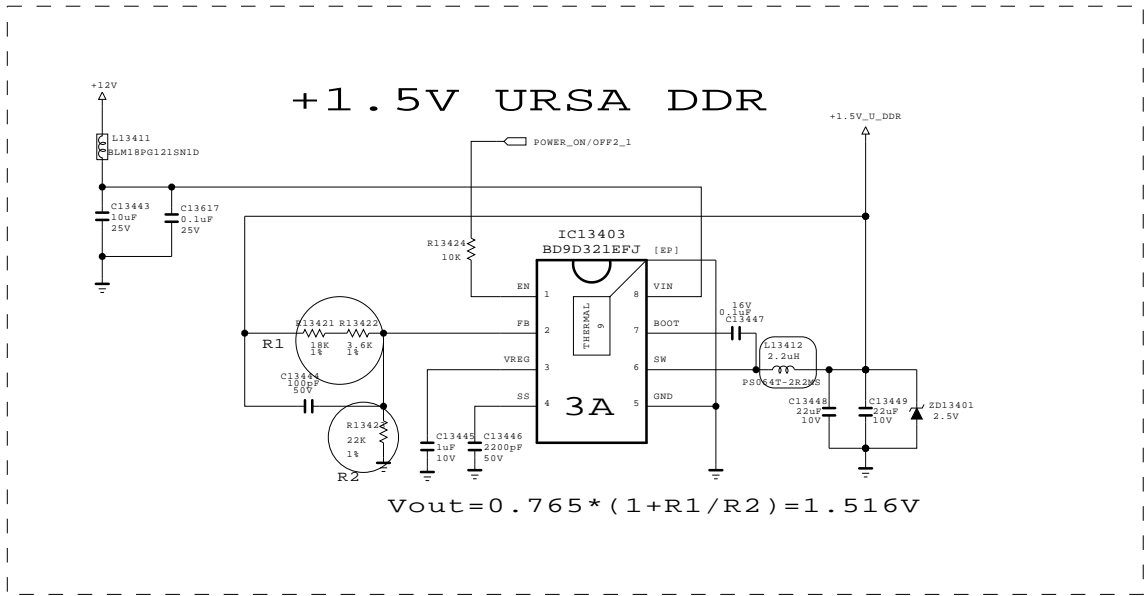 +12V
+1.5V URSA DDR
+1.5V_U_DDR
L13411
BLM18PG121SN1D
POWER_ON/OFF2_1
C13443
10uF
25V
C13617
0.1uF
25V
R13424
10K
IC13403
BD9D321EFJ
[EP]
EN
1
8
VIN
THERMAL
9
16V
0.1uF
C13447
FB
2
7
BOOT
R1
R13421
18K
1%
R13422
3.6K
1%
L13412
2.2uH
PS064T-2R2MS
VREG
3
6
SW
C13444
100pF
50V
SS
4
5
GND
3A
C13448
22uF
10V
C13449
22uF
10V
ZD13401
2.5V
22K
1%
R2
C13445
1uF
10V
C13446
2200pF
50V
Vout=0.765*(1+R1/R2)=1.516V